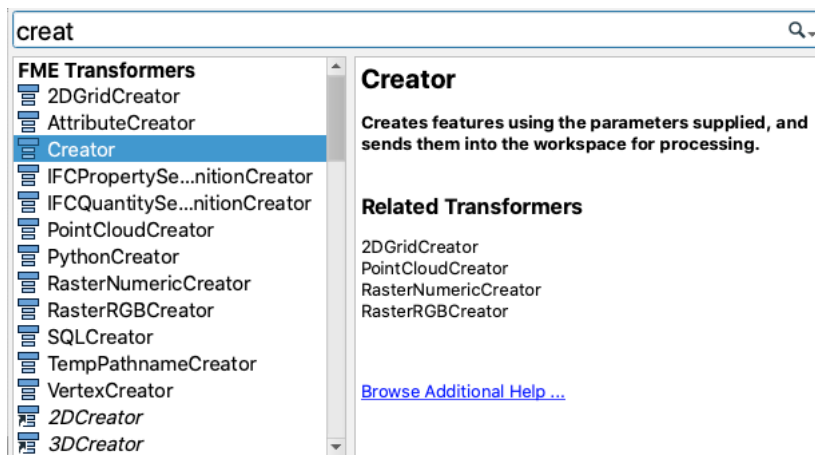 creat
FME Transformers
2DGridCreator
AttributeCreator
Creator
IFCPropertySe...nitionCreator
IFCQuantitySe...nitionCreator
PointCloudCreator
PythonCreator
RasterNumericCreator
RasterRGBCreator
SQLCreator
TempPathnameCreator
VertexCreator
2DCreator
3DCreator
Creator
Creates features using the parameters supplied, and
sends them into the workspace for processing.
Related Transformers
2DGridCreator
PointCloudCreator
RasterNumericCreator
RasterRGBCreator
Browse Additional Help ...